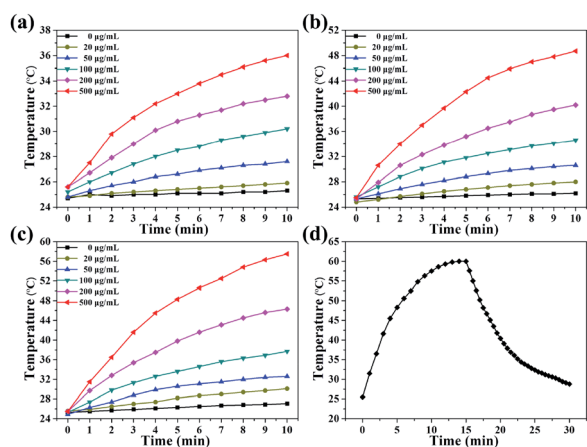 (a)
Temperature (°C)
36
34
32
30
28
26
24
0 µg/mL
20 µg/mL
50 µg/mL
100 µg/mL
200 µg/mL
500 µg/mL
0 1 2 3 4 5 6 7 8 9 10
Time (min)
(b)
Temperature (°C)
52
48
44
40
36
32
28
24
0 µg/mL
20 µg/mL
50 µg/mL
100 µg/mL
200 µg/mL
500 µg/mL
0 1 2 3 4 5 6 7 8 9 10
Time (min)
(c)
Temperature (°C)
60
56
52
48
44
40
36
32
28
24
0 µg/mL
20 µg/mL
50 µg/mL
100 µg/mL
200 µg/mL
500 µg/mL
0 1 2 3 4 5 6 7 8 9 10
Time (min)
(d)
Temperature (°C)
70
60
50
40
30
20
0 5 10 15 20 25 30
Time (min)